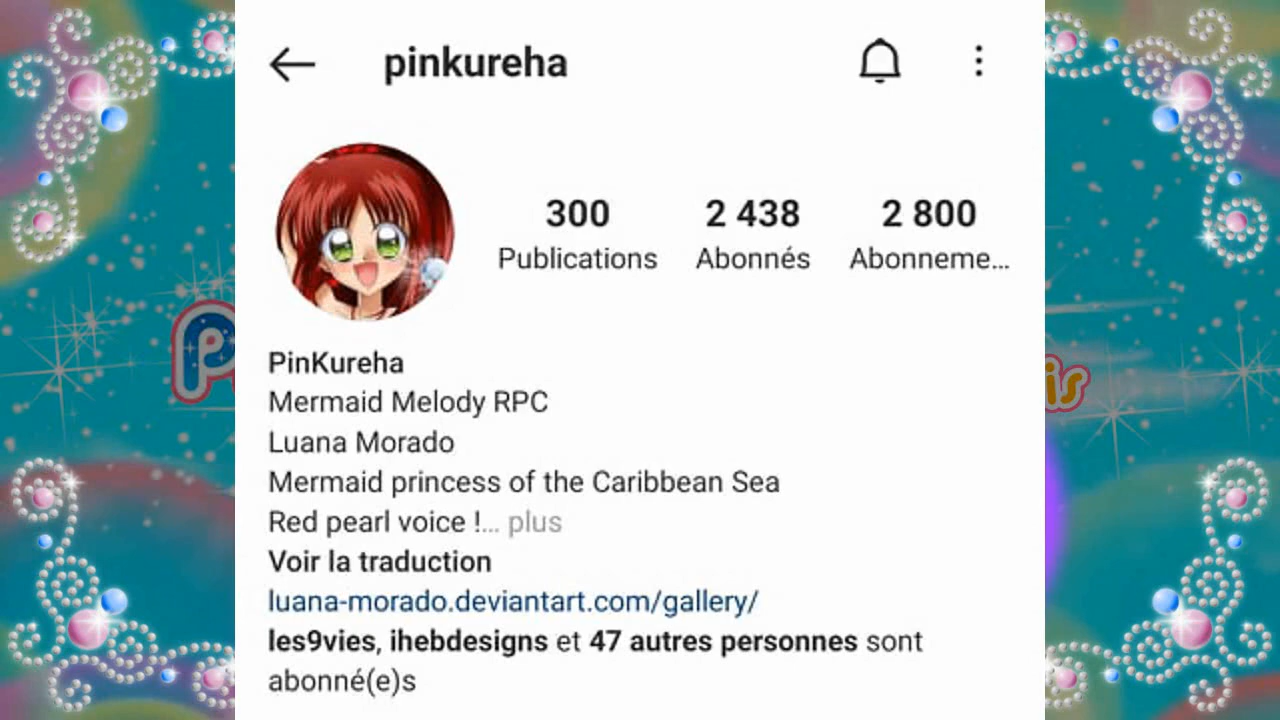 pinkureha
300 2 438 2 800
Publications Abonnés Abonneme...
PinKureha
Mermaid Melody RPC
Luana Morado
Mermaid princess of the Caribbean Sea
Red pearl voice !... plus
Voir la traduction
luana-morado.deviantart.com/gallery/
les9vies, ihebdesigns et 47 autres personnes sont
abonné(e)s
P
is